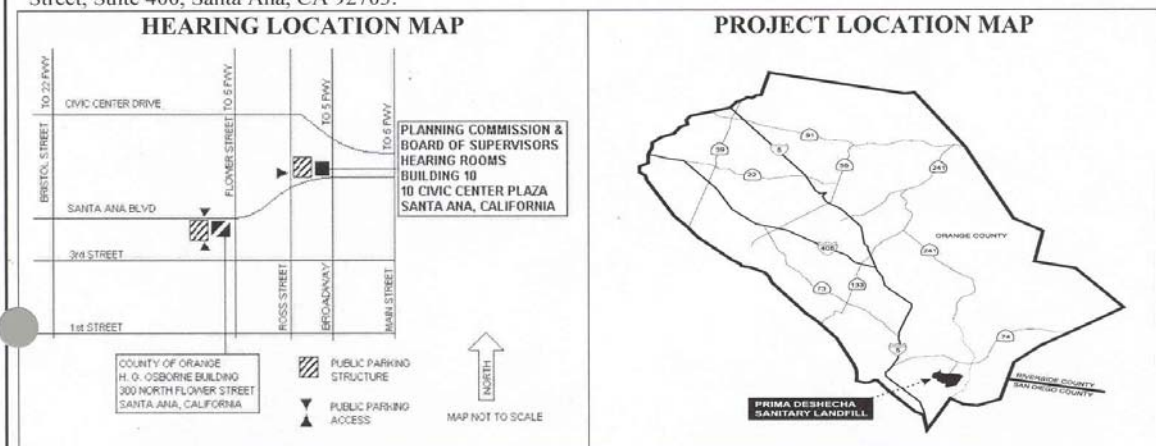 Street, Suite 400, Santa Ana, CA 92703.
HEARING LOCATION MAP
TO 22 FWY
BRISTOL STREET
CIVIC CENTER DRIVE
TO 5 FWY
FLOWER STREET
TO 5 FWY
TO 5 FWY
PLANNING COMMISSION &
BOARD OF SUPERVISORS
HEARING ROOMS
BUILDING 10
10 CIVIC CENTER PLAZA
SANTA ANA, CALIFORNIA
SANTA ANA BLVD
3rd STREET
ROSS STREET
BROADWAY
MAIN STREET
1st STREET
COUNTY OF ORANGE
H. G. OSBORNE BUILDING
300 NORTH FLOWER STREET
SANTA ANA, CALIFORNIA
PUBLIC PARKING
STRUCTURE
PUBLIC PARKING
ACCESS
NORTH
MAP NOT TO SCALE
PROJECT LOCATION MAP
91
5
22
55
241
ORANGE COUNTY
405
241
73
133
5
74
RIVERSIDE COUNTY
SAN DIEGO COUNTY
PRIMA DESHECHA
SANITARY LANDFILL